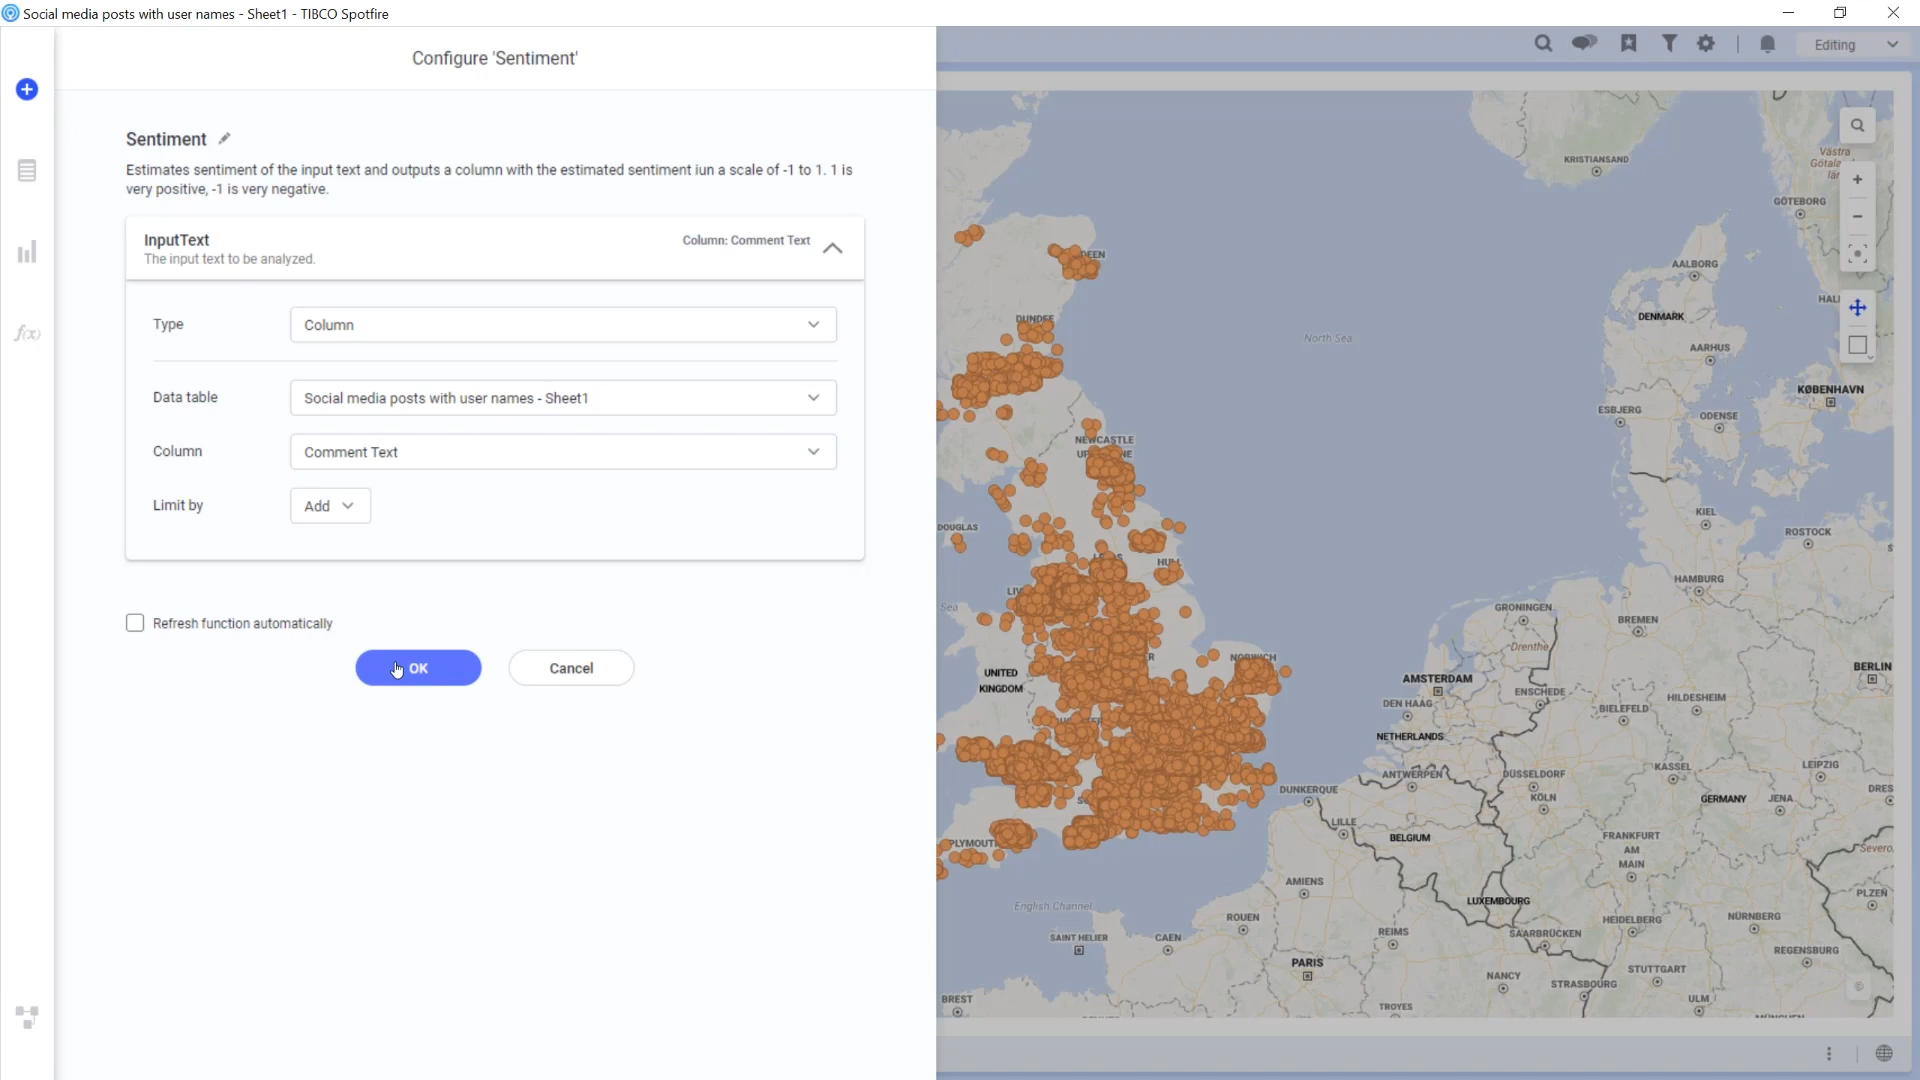 Social media posts with user names - Sheet1 - TIBCO Spotfire
Editing
Configure 'Sentiment'
Sentiment
Estimates sentiment of the input text and outputs a column with the estimated sentiment iun a scale of -1 to 1. 1 is
very positive, -1 is very negative.
InputText
Column: Comment Text
The input text to be analyzed.
Type
Column
Data table
Social media posts with user names - Sheet1
Column
Comment Text
Limit by
Add
Refresh function automatically
OK
Cancel
f(x)
KRISTIANSAND
Västra
GÖTEBORG
AALBORG
DUNDEE
DENMARK
North Sea
AARHUS
KØBENHAVN
ESBJERG
ODENSE
NEWCASTLE
KIEL
DOUGLAS
ROSTOCK
HAMBURG
Sea
GRONINGEN
BREMEN
Drenthe
NORWICH
UNITED
KINGDOM
AMSTERDAM
BERLIN
ENSCHEDE
HILDESHEIM
DEN HAAG
BIELEFELD
NETHERLANDS
KASSEL
LEIPZIG
ANTWERPEN
DÜSSELDORF
DUNKERQUE
KÖLN
GERMANY
JENA
DRES
LILLE
BELGIUM
FRANKFURT
AM
MAIN
PLYMOUTH
AMIENS
PLZEŇ
LUXEMBOURG
English Channel
ROUEN
HEIDELBERG
NÜRNBERG
REIMS
SAARBRÜCKEN
SAINT HELIER
CAEN
REGENSBURG
PARIS
NANCY
STUTTGART
STRASBOURG
BREST
ULM
TROYES